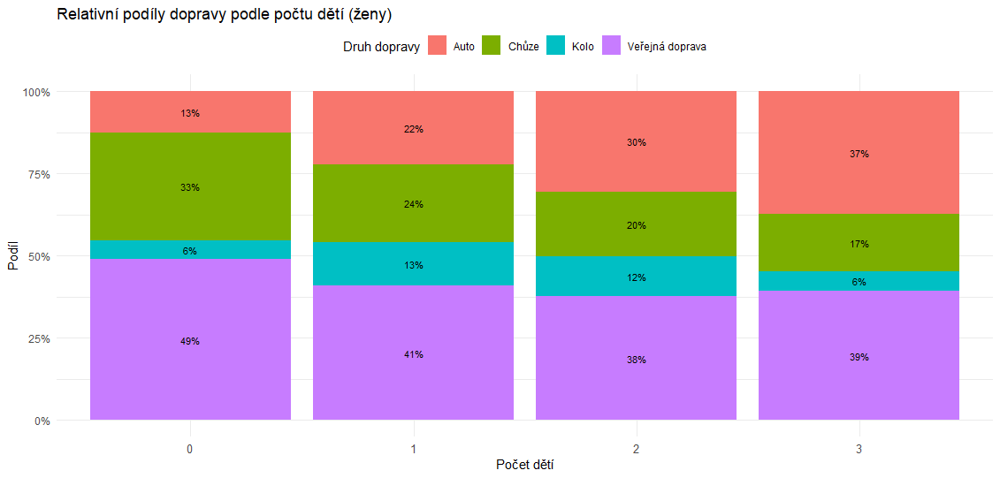 Relativní podíly dopravy podle počtu dětí (ženy)
Druh dopravy Auto Chůze Kolo Veřejná doprava
100%
75%
50%
25%
0%
Podíl
13% 22% 30% 37%
33% 24% 20% 17%
6% 13% 12% 6%
49% 41% 38% 39%
0 1 2 3
Počet dětí